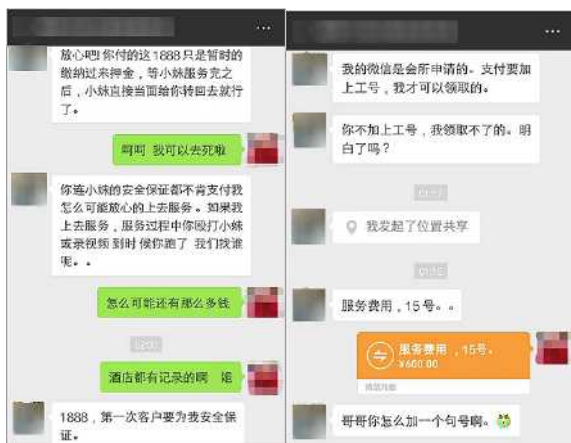 放心吧!你付的这1888只是暂时的
缴纳过来押金，等小妹服务完之
后，小妹直接当面给你转回去就行
了。
呵呵 我可以去死啦
你连小妹的安全保证都不肯支付我
怎么可能放心的上去服务。如果我
上去服务，服务过程中你殴打小妹
或录视频 到时候你跑了 我们找谁
呢。。
怎么可能还有那么多钱
酒店都有记录的啊 姐
1888，第一次客户要为我安全保
证。
我的微信是会所申请的。支付要加
上工号，我才可以领取的。
你不加上工号，我领取不了的。明
白了吗？
我发起了位置共享
服务费用，15号。。
服务费用，15号。
¥600.00
哥哥你怎么加一个句号啊。